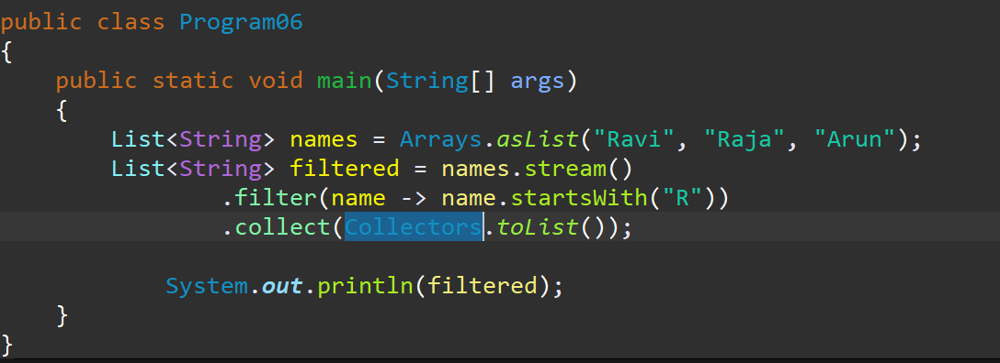 public class Program06
{
    public static void main(String[] args)
    {
        List<String> names = Arrays.asList("Ravi", "Raja", "Arun");
        List<String> filtered = names.stream()
                .filter(name -> name.startsWith("R"))
                .collect(Collectors.toList());

            System.out.println(filtered);
    }
}